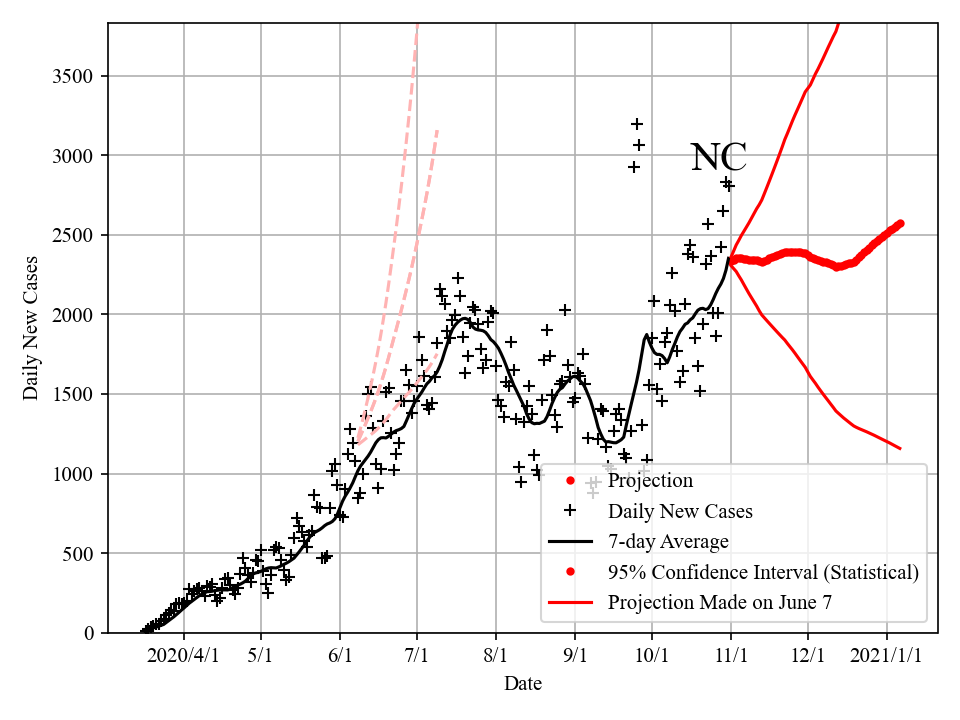 3500
3000
2500
2000
1500
1000
500
0
Daily New Cases
NC
Projection
Daily New Cases
7-day Average
95% Confidence Interval (Statistical)
Projection Made on June 7
2020/4/1 5/1 6/1 7/1 8/1 9/1 10/1 11/1 12/1 2021/1/1
Date